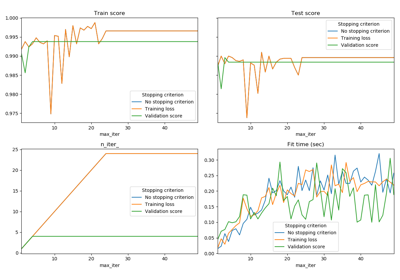 Train score
Test score
1.000
0.995
0.990
0.985
0.980
0.975
Stopping criterion
No stopping criterion
Training loss
Validation score
Stopping criterion
No stopping criterion
Training loss
Validation score
10 20 30 40
max_iter
10 20 30 40
max_iter
n_iter_
Fit time (sec)
25
20
15
10
5
0
Stopping criterion
No stopping criterion
Training loss
Validation score
0.30
0.25
0.20
0.15
0.10
0.05
0.00
Stopping criterion
No stopping criterion
Training loss
Validation score
10 20 30 40
max_iter
10 20 30 40
max_iter